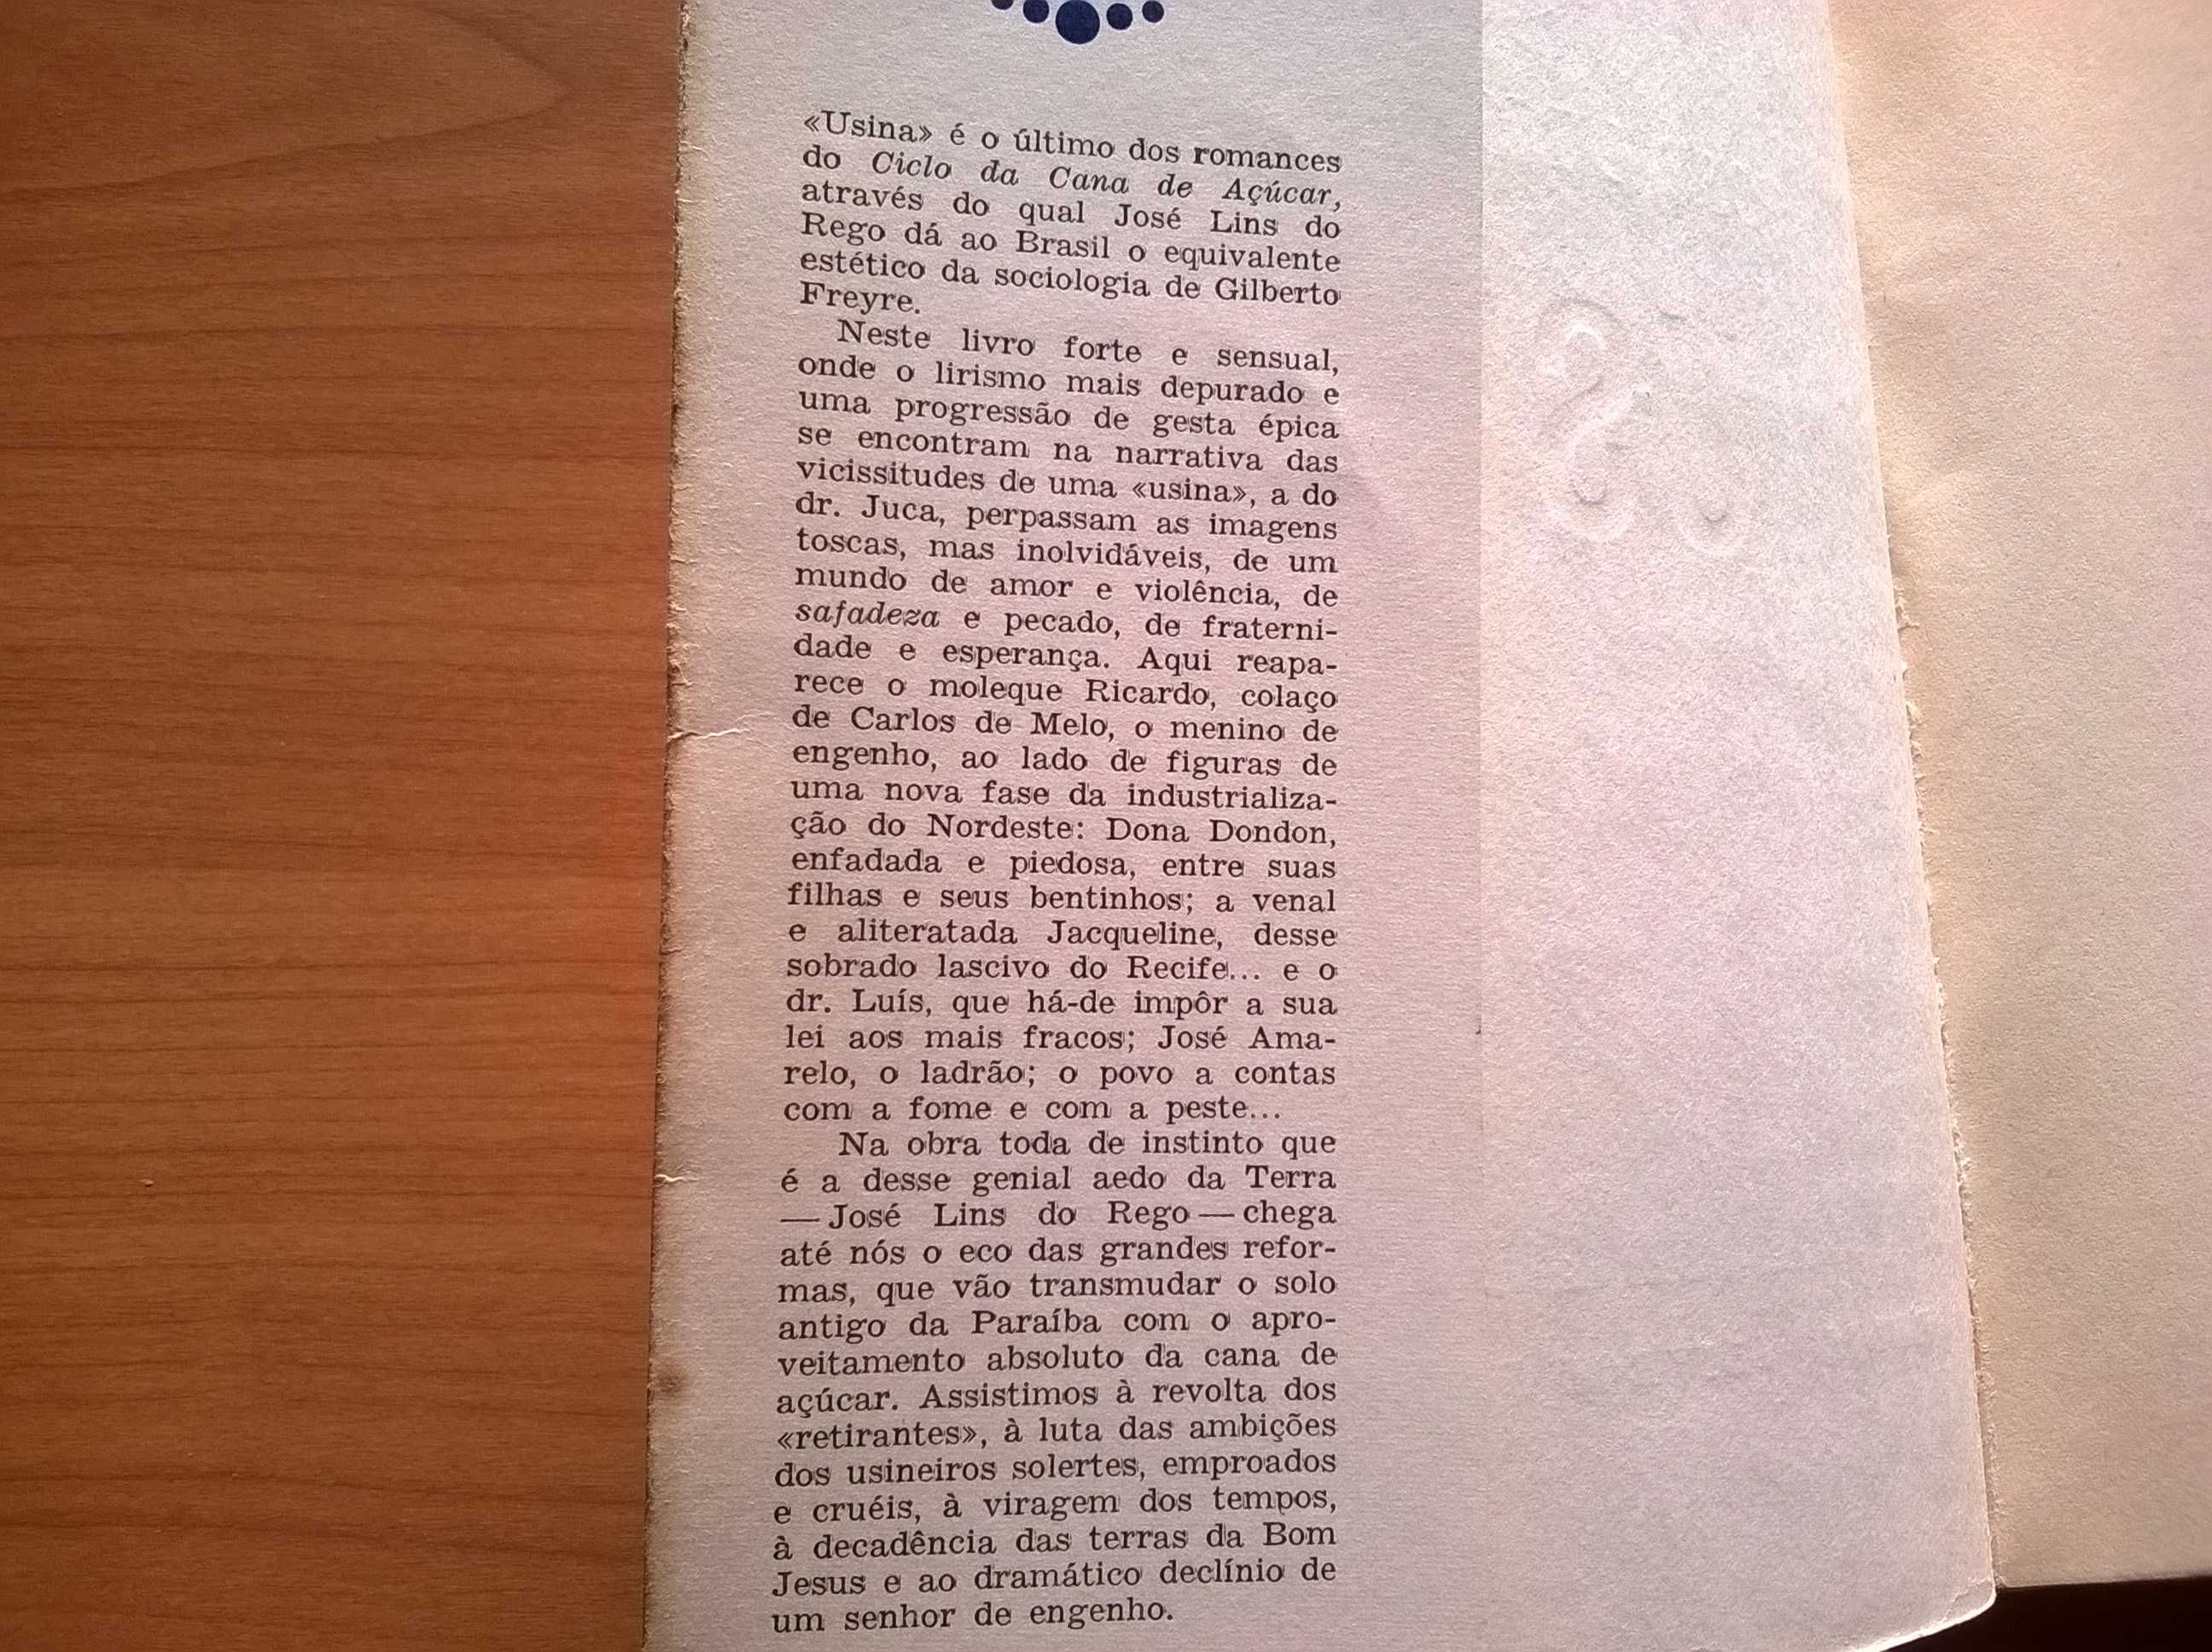 «Usina» é o último dos romances
do Ciclo da Cana de Açúcar,
através do qual José Lins do
Rego dá ao Brasil o equivalente
estético da sociologia de Gilberto
Freyre.
Neste livro forte e sensual,
onde o lirismo mais depurado e
uma progressão de gesta épica
se encontram na narrativa das
vicissitudes de uma «usina», a do
dr. Juca, perpassam as imagens
toscas, mas inolvidáveis, de um
mundo de amor e violência, de
safadeza e pecado, de fraterni-
dade e esperança. Aqui reapa-
rece o moleque Ricardo, colaço
de Carlos de Melo, o menino de
engenho, ao lado de figuras de
uma nova fase da industrializa-
ção do Nordeste: Dona Dondon,
enfadada e piedosa, entre suas
filhas e seus bentinhos; a venal
e aliteratada Jacqueline, desse
sobrado lascivo do Recife... e o
dr. Luís, que há-de impôr a sua
lei aos mais fracos; José Ama-
relo, o ladrão; o povo a contas
com a fome e com a peste...
Na obra toda de instinto que
é a desse genial aedo da Terra
— José Lins do Rego — chega
até nós o eco das grandes refor-
mas, que vão transmudar o solo
antigo da Paraíba com o apro-
veitamento absoluto da cana de
açúcar. Assistimos à revolta dos
«retirantes», à luta das ambições
dos usineiros solertes, emproados
e cruéis, à viragem dos tempos,
à decadência das terras da Bom
Jesus e ao dramático declínio de
um senhor de engenho.